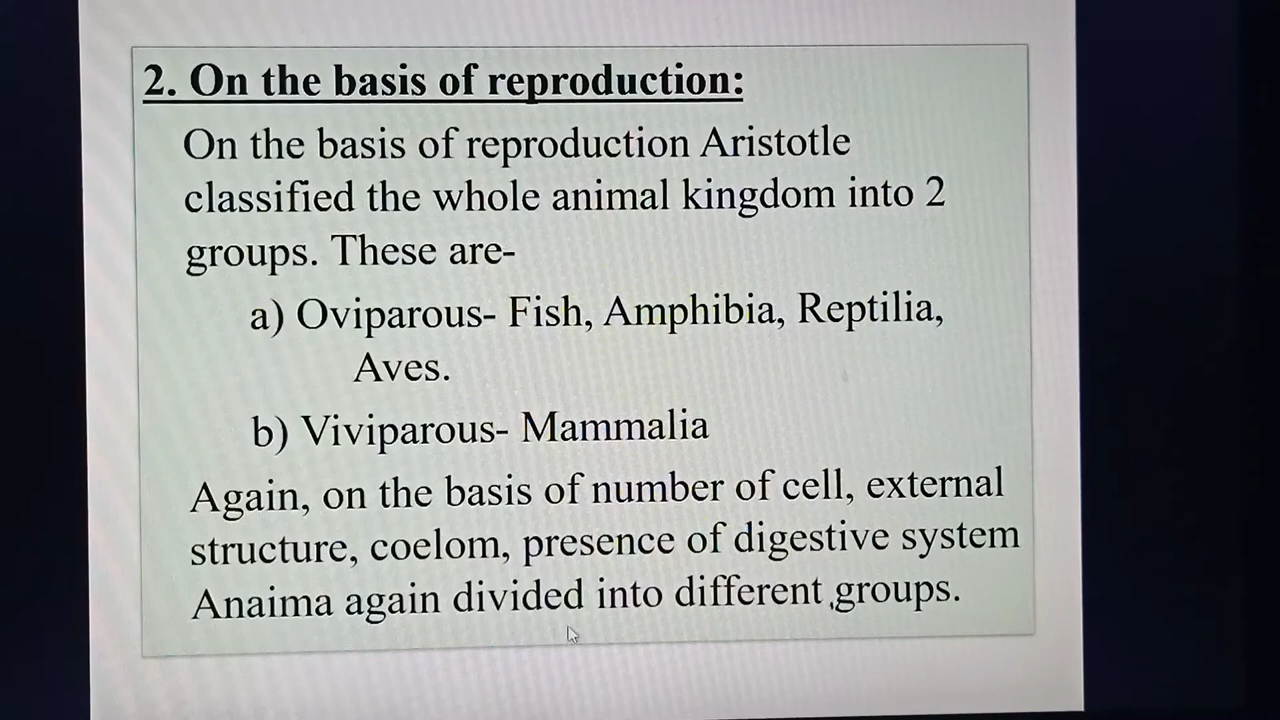 2. On the basis of reproduction:
On the basis of reproduction Aristotle
classified the whole animal kingdom into 2
groups. These are-
a) Oviparous- Fish, Amphibia, Reptilia,
Aves.
b) Viviparous- Mammalia
Again, on the basis of number of cell, external
structure, coelom, presence of digestive system
Anaima again divided into different groups.